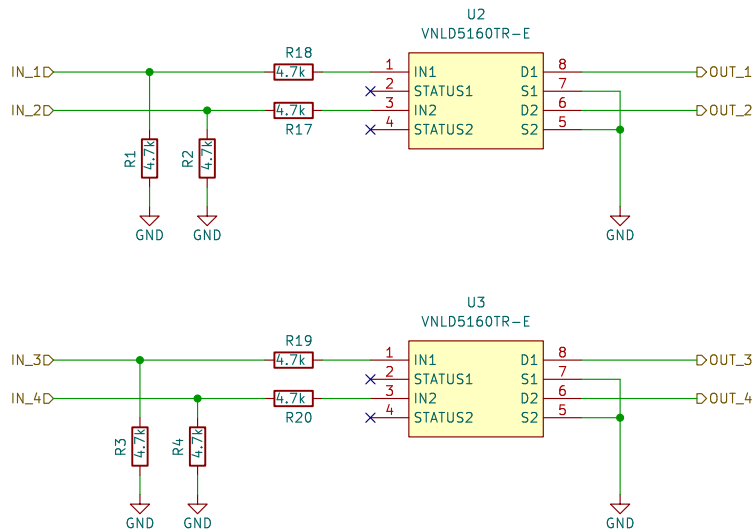 U2
VNLD5160TR-E
IN_1
R18
4.7k
1
IN1
D1
8
OUT_1
2
STATUS1
S1
7
IN_2
4.7k
R17
3
IN2
D2
6
OUT_2
4
STATUS2
S2
5
R1
4.7k
R2
4.7k
GND
GND
GND
U3
VNLD5160TR-E
IN_3
R19
4.7k
1
IN1
D1
8
OUT_3
2
STATUS1
S1
7
IN_4
4.7k
R20
3
IN2
D2
6
OUT_4
4
STATUS2
S2
5
R3
4.7k
R4
4.7k
GND
GND
GND